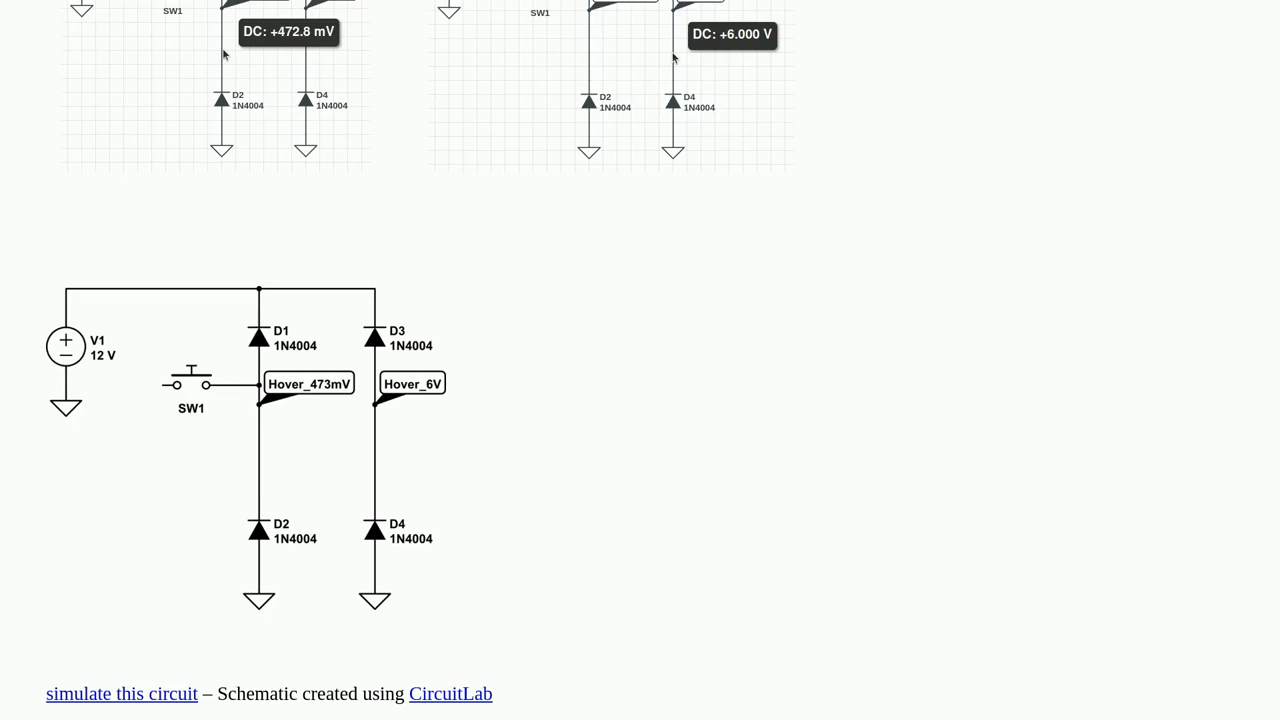 SW1
DC: +472.8 mV
D2
1N4004
D4
1N4004
SW1
DC: +6.000 V
D2
1N4004
D4
1N4004
V1
12 V
D1
1N4004
D3
1N4004
SW1
Hover_473mV
Hover_6V
D2
1N4004
D4
1N4004
simulate this circuit – Schematic created using CircuitLab